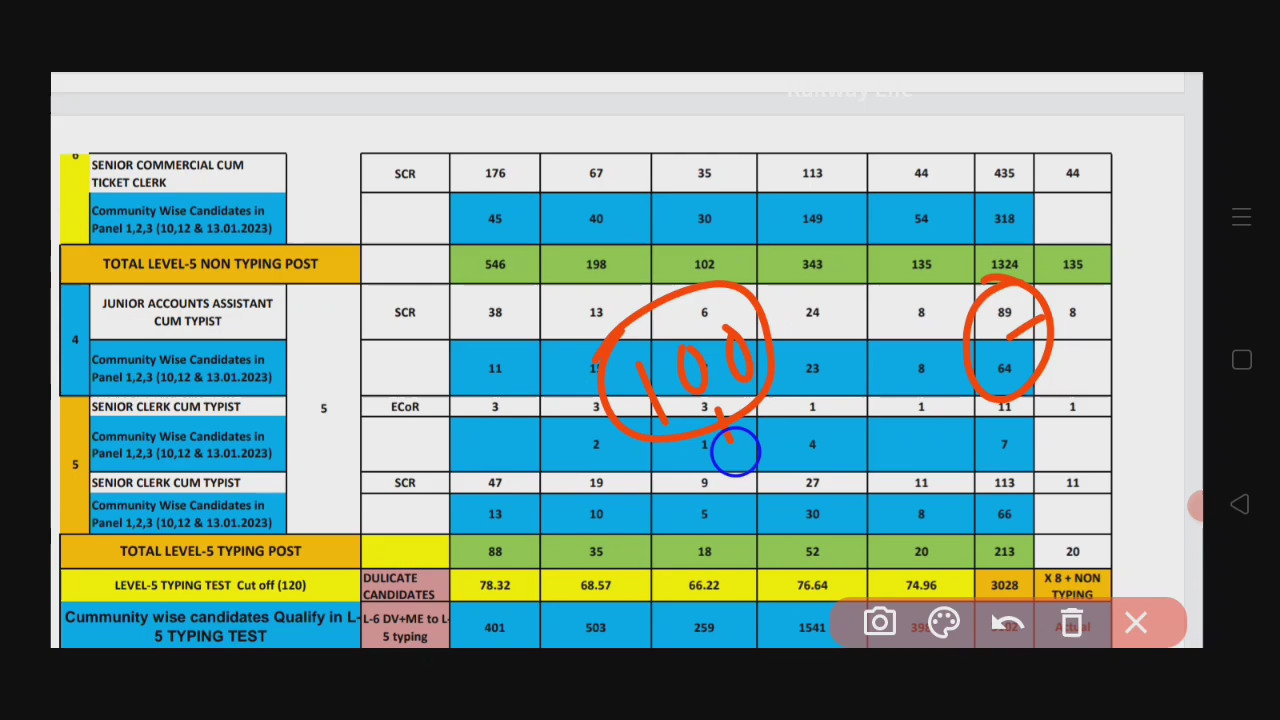 Railway Life
6 SENIOR COMMERCIAL CUM TICKET CLERK SCR 176 67 35 113 44 435 44
Community Wise Candidates in Panel 1,2,3 (10,12 & 13.01.2023) 45 40 30 149 54 318
TOTAL LEVEL-5 NON TYPING POST 546 198 102 343 135 1324 135
4 JUNIOR ACCOUNTS ASSISTANT CUM TYPIST SCR 38 13 6 24 8 89 8
Community Wise Candidates in Panel 1,2,3 (10,12 & 13.01.2023) 11 23 8 64
100
5 SENIOR CLERK CUM TYPIST 5 ECoR 3 3 3 1 1 11 1
Community Wise Candidates in Panel 1,2,3 (10,12 & 13.01.2023) 2 1 4 7
SENIOR CLERK CUM TYPIST SCR 47 19 9 27 11 113 11
Community Wise Candidates in Panel 1,2,3 (10,12 & 13.01.2023) 13 10 5 30 8 66
TOTAL LEVEL-5 TYPING POST 88 35 18 52 20 213 20
LEVEL-5 TYPING TEST Cut off (120) DULICATE CANDIDATES 78.32 68.57 66.22 76.64 74.96 3028 X 8 + NON TYPING
Cummunity wise candidates Qualify in L-5 TYPING TEST L-6 DV+ME to L-5 typing 401 503 259 1541 Actual